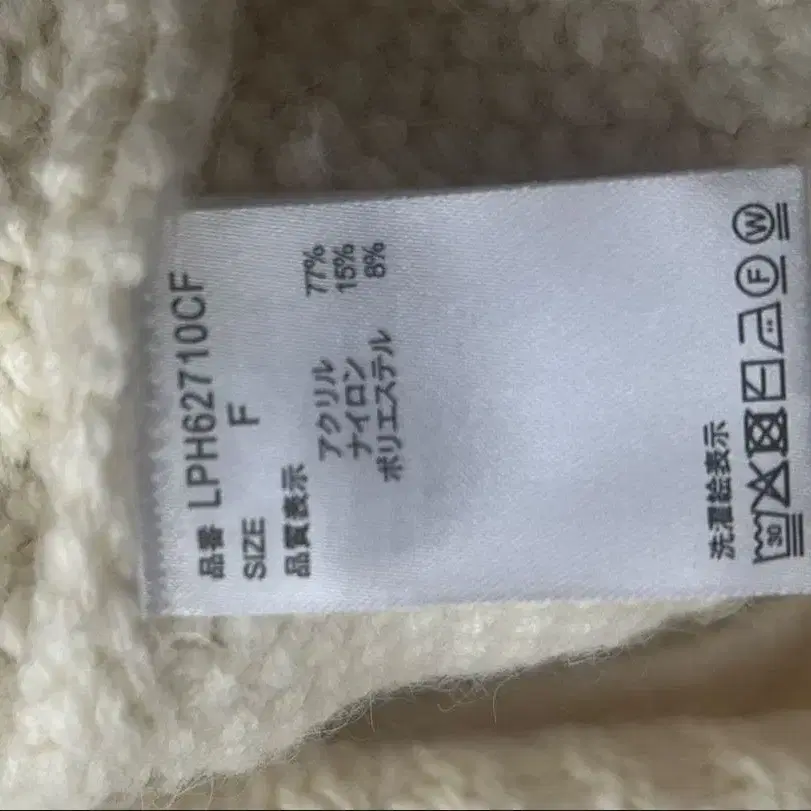 品番 LPH62710CF
SIZE F
品質表示
アクリル 77%
ナイロン 15%
ポリエステル 8%
洗濯絵表示
30 F W